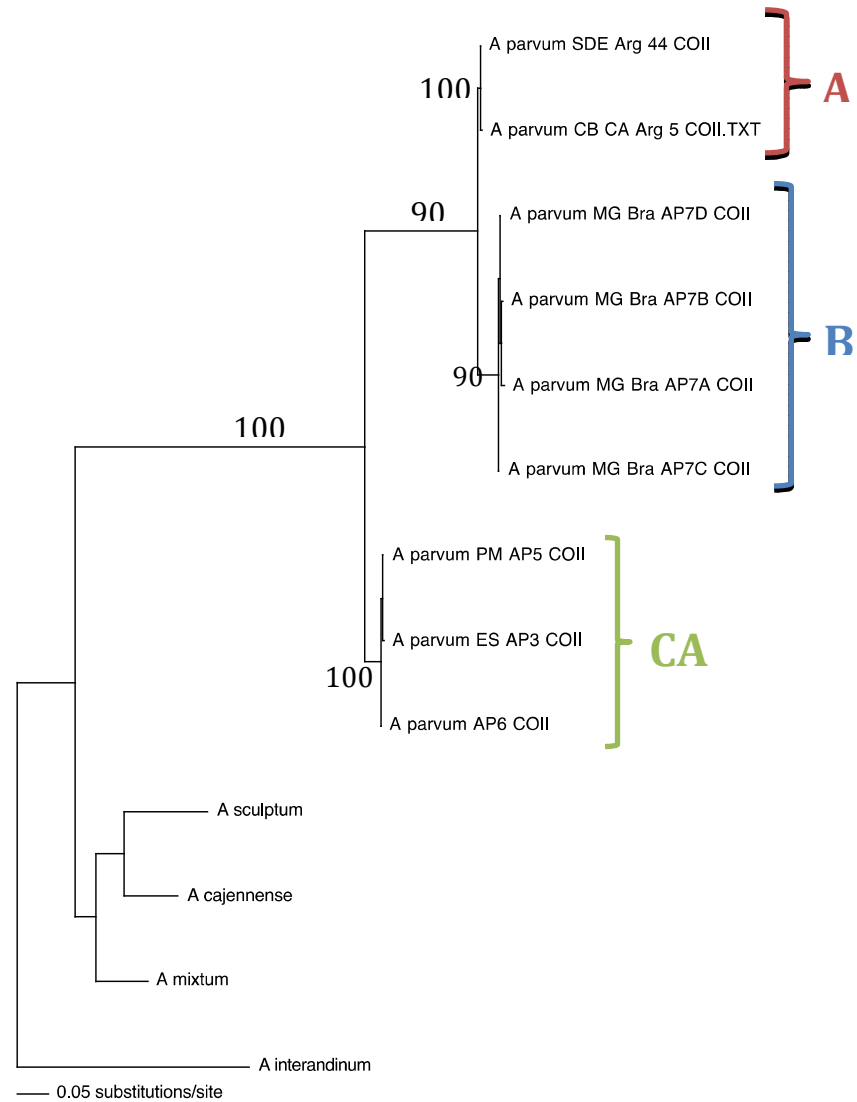 A parvum SDE Arg 44 COII
100
A
A parvum CB CA Arg 5 COII.TXT
90
A parvum MG Bra AP7D COII
A parvum MG Bra AP7B COII
B
90
A parvum MG Bra AP7A COII
100
A parvum MG Bra AP7C COII
A parvum PM AP5 COII
A parvum ES AP3 COII
CA
100
A parvum AP6 COII
A sculptum
A cajennense
A mixtum
A interandinum
0.05 substitutions/site